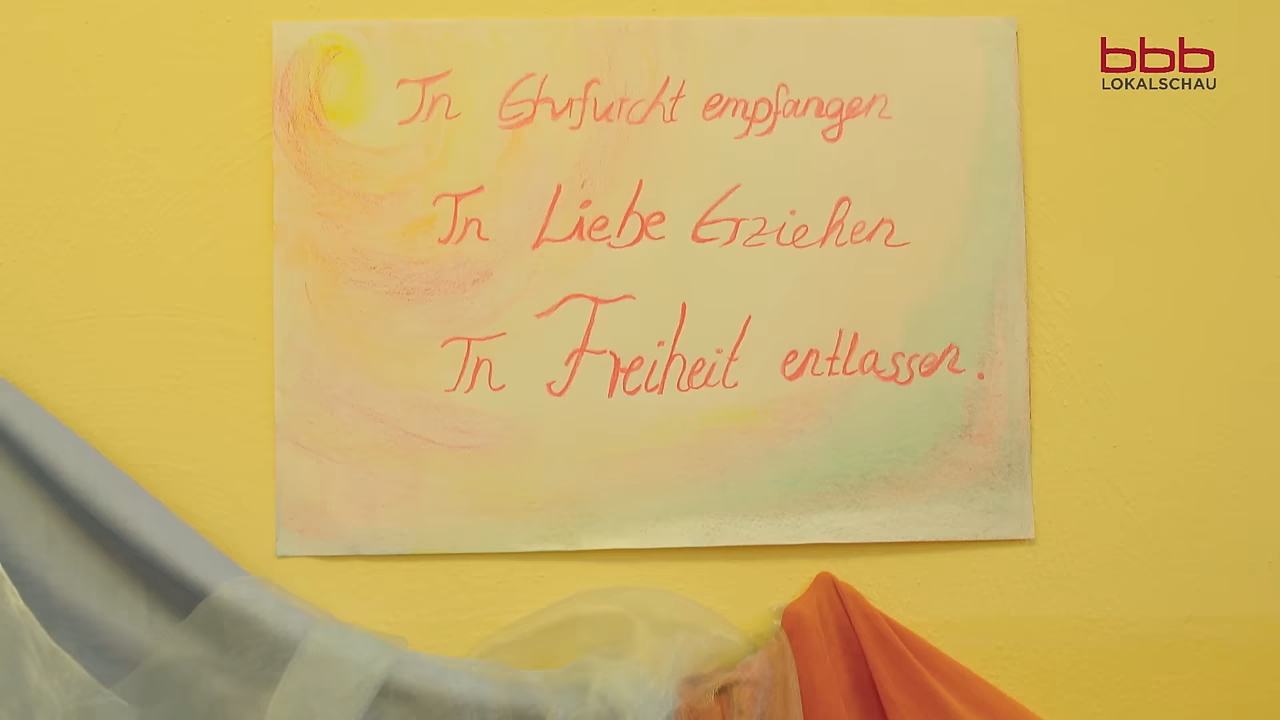 bbb
LOKALSCHAU
In Ehrfurcht empfangen
In Liebe Erziehen
In Freiheit entlassen.